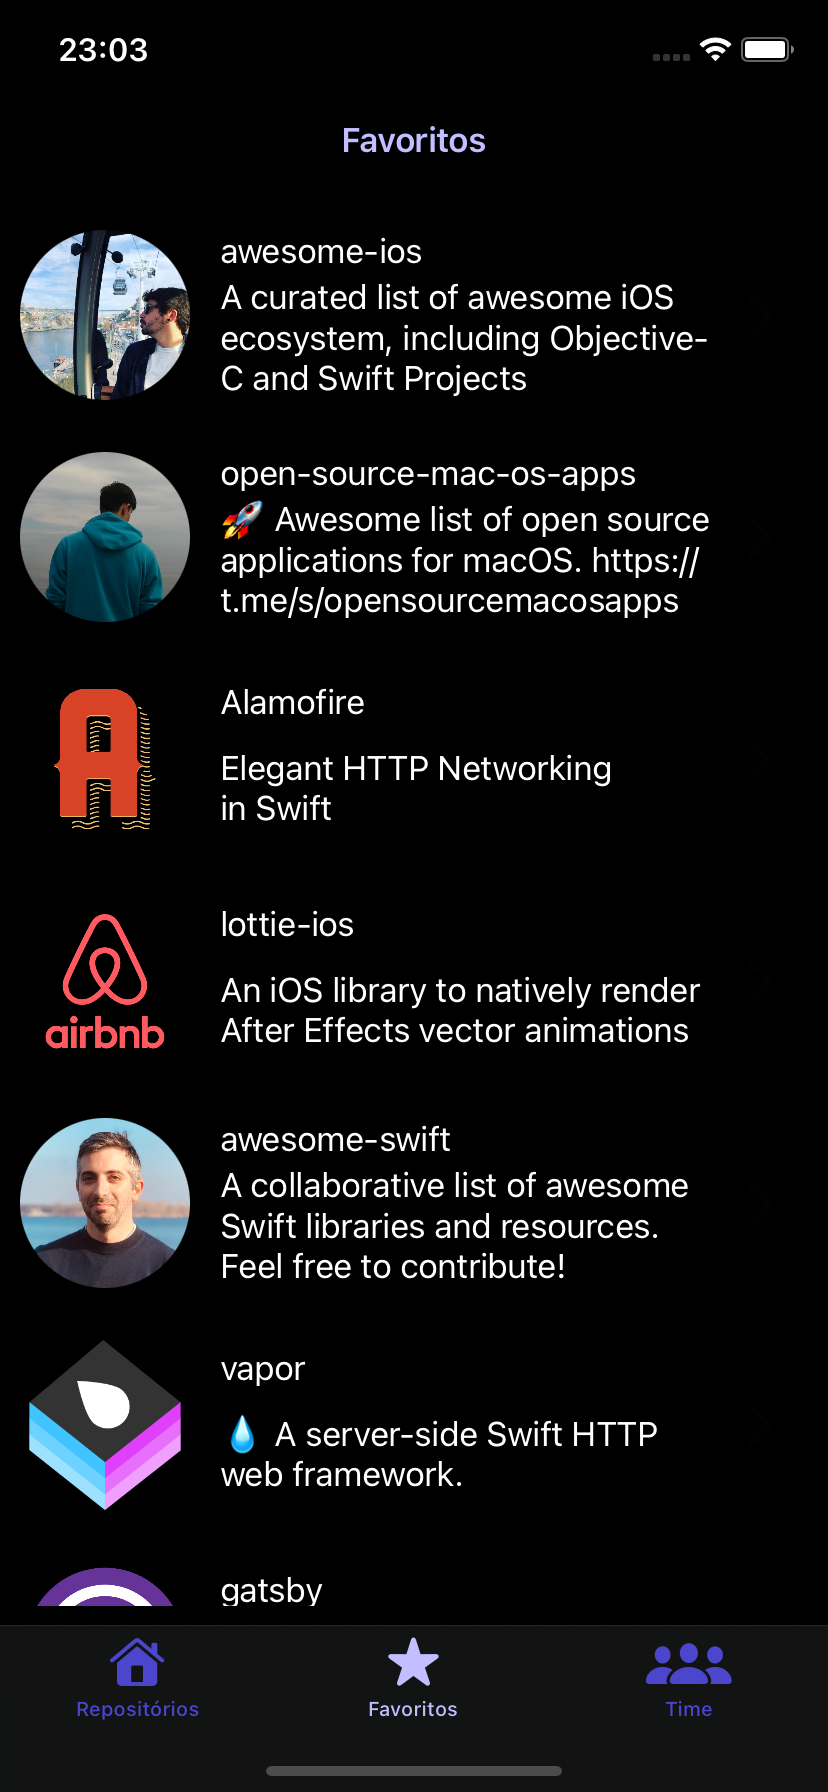 23:03
Favoritos
awesome-ios
A curated list of awesome iOS
ecosystem, including Objective-
C and Swift Projects
open-source-mac-os-apps
🚀 Awesome list of open source
applications for macOS. https://
t.me/s/opensourcemacosapps
Alamofire
Elegant HTTP Networking
in Swift
lottie-ios
An iOS library to natively render
After Effects vector animations
airbnb
awesome-swift
A collaborative list of awesome
Swift libraries and resources.
Feel free to contribute!
vapor
💧 A server-side Swift HTTP
web framework.
gatsby
Repositórios
Favoritos
Time